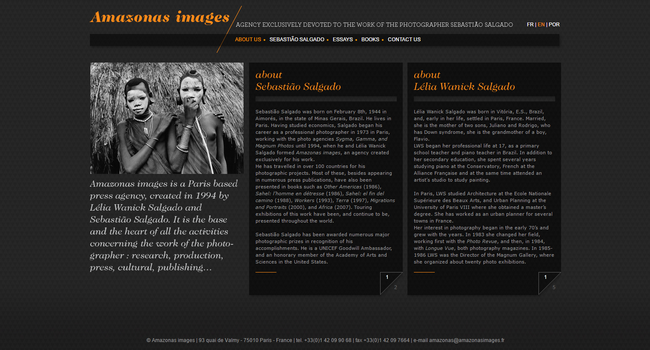 Amazonas images
AGENCY EXCLUSIVELY DEVOTED TO THE WORK OF THE PHOTOGRAPHER SEBASTIÃO SALGADO
FR | EN | POR
ABOUT US • SEBASTIÃO SALGADO • ESSAYS • BOOKS • CONTACT US
Amazonas images is a Paris based
press agency, created in 1994 by
Lélia Wanick Salgado and
Sebastião Salgado. It is the base
and the heart of all the activities
concerning the work of the photo-
grapher : research, production,
press, cultural, publishing...
about
Sebastião Salgado
Sebastião Salgado was born on February 8th, 1944 in
Aimorés, in the state of Minas Gerais, Brazil. He lives in
Paris. Having studied economics, Salgado began his
career as a professional photographer in 1973 in Paris,
working with the photo agencies Sygma, Gamma, and
Magnum Photos until 1994, when he and Lélia Wanick
Salgado formed Amazonas images, an agency created
exclusively for his work.
He has travelled in over 100 countries for his
photographic projects. Most of these, besides appearing
in numerous press publications, have also been
presented in books such as Other Americas (1986),
Sahel: l'homme en détresse (1986), Sahel: el fin del
camino (1988), Workers (1993), Terra (1997), Migrations
and Portraits (2000), and Africa (2007). Touring
exhibitions of this work have been, and continue to be,
presented throughout the world.
Sebastião Salgado has been awarded numerous major
photographic prizes in recognition of his
accomplishments. He is a UNICEF Goodwill Ambassador,
and an honorary member of the Academy of Arts and
Sciences in the United States.
1
2
about
Lélia Wanick Salgado
Lélia Wanick Salgado was born in Vitória, E.S., Brazil,
and, early in her life, settled in Paris, France. Married,
she is the mother of two sons, Juliano and Rodrigo, who
has Down syndrome, she is the grandmother of a boy,
Flavio.
LWS began her professional life at 17, as a primary
school teacher and piano teacher in Brazil. In addition to
her secondary education, she spent several years
studying piano at the Conservatory, French at the
Alliance Française and at the same time attended an
artist's studio to study painting.
In Paris, LWS studied Architecture at the Ecole Nationale
Supérieure des Beaux Arts, and Urban Planning at the
University of Paris VIII where she obtained a master's
degree. She has worked as an urban planner for several
towns in France.
Her interest in photography began in the early 70's and
grew with the years. In 1983 she changed her field,
working first with the Photo Revue, and then, in 1984,
with Longue Vue, both photography magazines. In 1985-
1986 LWS was the Director of the Magnum Gallery, where
she organized about twenty photo exhibitions.
1
© Amazonas images | 93 quai de Valmy - 75010 Paris - France | tel. +33(0)1 42 09 90 68 | fax +33(0)1 42 09 7664 | e-mail amazonas@amazonasimages.fr